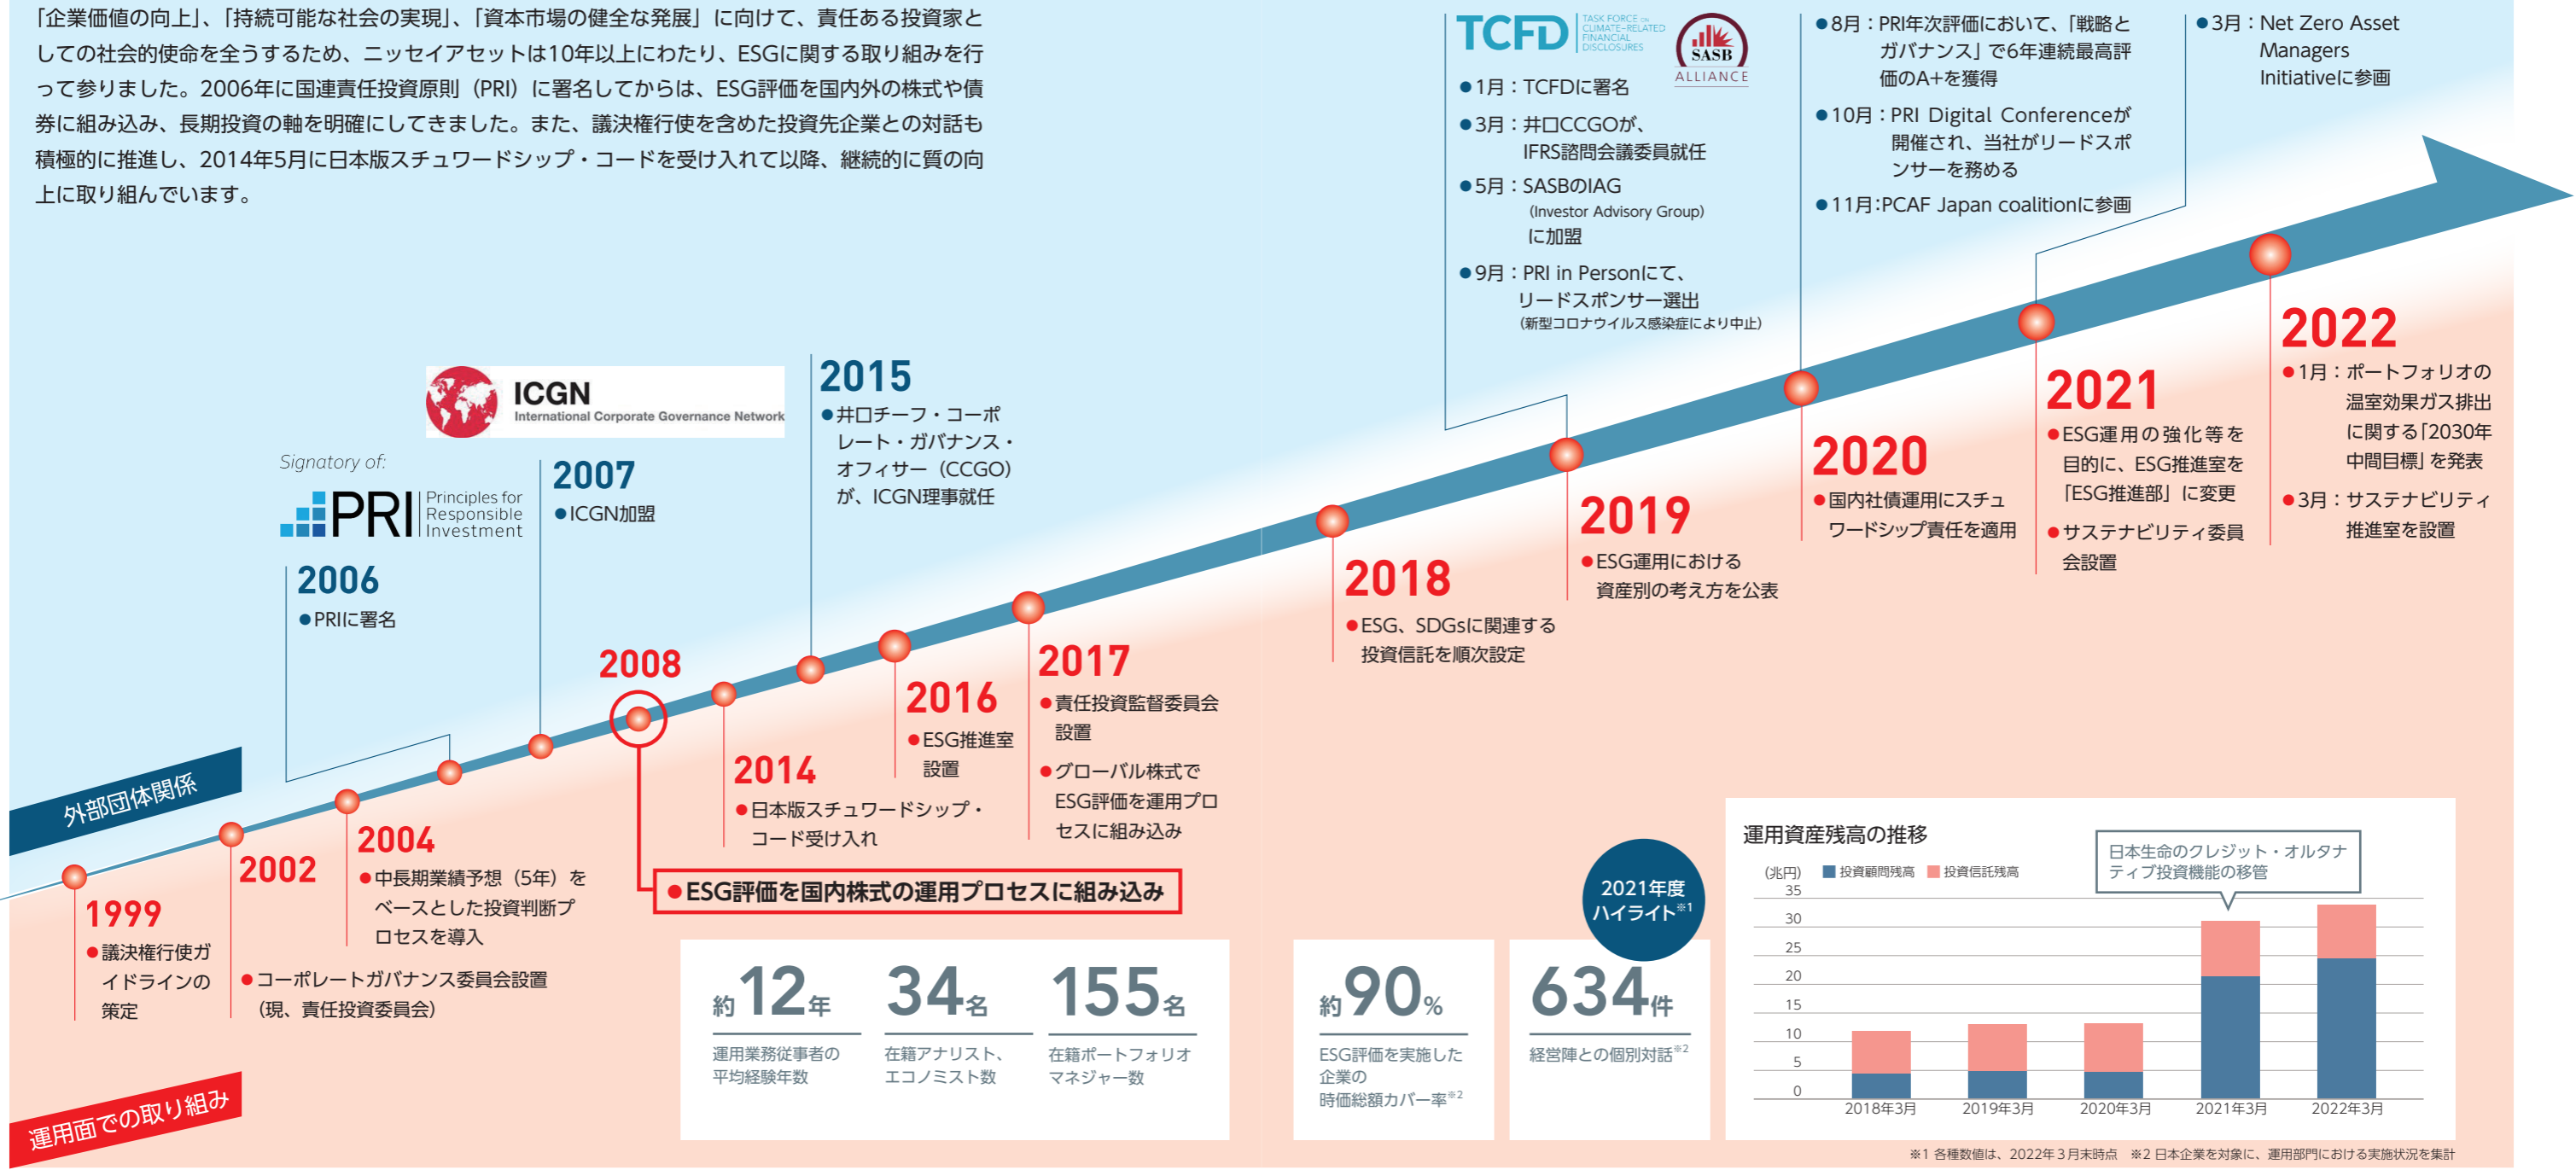 「企業価値の向上」、「持続可能な社会の実現」、「資本市場の健全な発展」に向けて、責任ある投資家と
しての社会的使命を全うするため、ニッセイアセットは10年以上にわたり、ESGに関する取り組みを行
って参りました。2006年に国連責任投資原則（PRI）に署名してからは、ESG評価を国内外の株式や債
券に組み込み、長期投資の軸を明確にしてきました。また、議決権行使を含めた投資先企業との対話も
積極的に推進し、2014年5月に日本版スチュワードシップ・コードを受け入れて以降、継続的に質の向
上に取り組んでいます。
外部団体関係
Signatory of:
PRI
Principles for
Responsible
Investment
2006
●PRIに署名
ICGN
International Corporate Governance Network
2007
●ICGN加盟
2015
●井口チーフ・コーポ
レート・ガバナンス・
オフィサー（CCGO）
が、ICGN理事就任
TCFD
TASK FORCE ON
CLIMATE-RELATED
FINANCIAL
DISCLOSURES
SASB
ALLIANCE
●1月：TCFDに署名
●3月：井口CCGOが、
IFRS諮問会議委員就任
●5月：SASBのIAG
（Investor Advisory Group）
に加盟
●9月：PRI in Personにて、
リードスポンサー選出
（新型コロナウイルス感染症により中止）
●8月：PRI年次評価において、「戦略と
ガバナンス」で6年連続最高評
価のA+を獲得
●10月：PRI Digital Conferenceが
開催され、当社がリードスポ
ンサーを務める
●11月：PCAF Japan coalitionに参画
●3月：Net Zero Asset
Managers
Initiativeに参画
運用面での取り組み
1999
●議決権行使ガ
イドラインの
策定
2002
●コーポレートガバナンス委員会設置
（現、責任投資委員会）
2004
●中長期業績予想（5年）を
ベースとした投資判断プ
ロセスを導入
2008
●ESG評価を国内株式の運用プロセスに組み込み
2014
●日本版スチュワードシップ・
コード受け入れ
2016
●ESG推進室
設置
2017
●責任投資監督委員会
設置
●グローバル株式で
ESG評価を運用プロ
セスに組み込み
2018
●ESG、SDGsに関連する
投資信託を順次設定
2019
●ESG運用における
資産別の考え方を公表
2020
●国内社債運用にスチュ
ワードシップ責任を適用
2021
●ESG運用の強化等を
目的に、ESG推進室を
「ESG推進部」に変更
●サステナビリティ委員
会設置
2022
●1月：ポートフォリオの
温室効果ガス排出
に関する「2030年
中間目標」を発表
●3月：サステナビリティ
推進室を設置
約12年
運用業務従事者の
平均経験年数
34名
在籍アナリスト、
エコノミスト数
155名
在籍ポートフォリオ
マネジャー数
2021年度
ハイライト※1
約90%
ESG評価を実施した
企業の
時価総額カバー率※2
634件
経営陣との個別対話※2
運用資産残高の推移
（兆円）
投資顧問残高
投資信託残高
日本生命のクレジット・オルタナ
ティブ投資機能の移管
35
30
25
20
15
10
5
0
2018年3月
2019年3月
2020年3月
2021年3月
2022年3月
※1 各種数値は、2022年3月末時点　※2 日本企業を対象に、運用部門における実施状況を集計